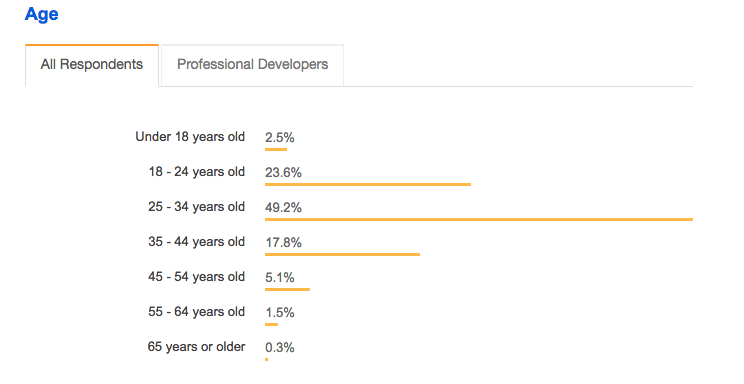 Age
All Respondents Professional Developers
Under 18 years old 2.5%
18 - 24 years old 23.6%
25 - 34 years old 49.2%
35 - 44 years old 17.8%
45 - 54 years old 5.1%
55 - 64 years old 1.5%
65 years or older 0.3%